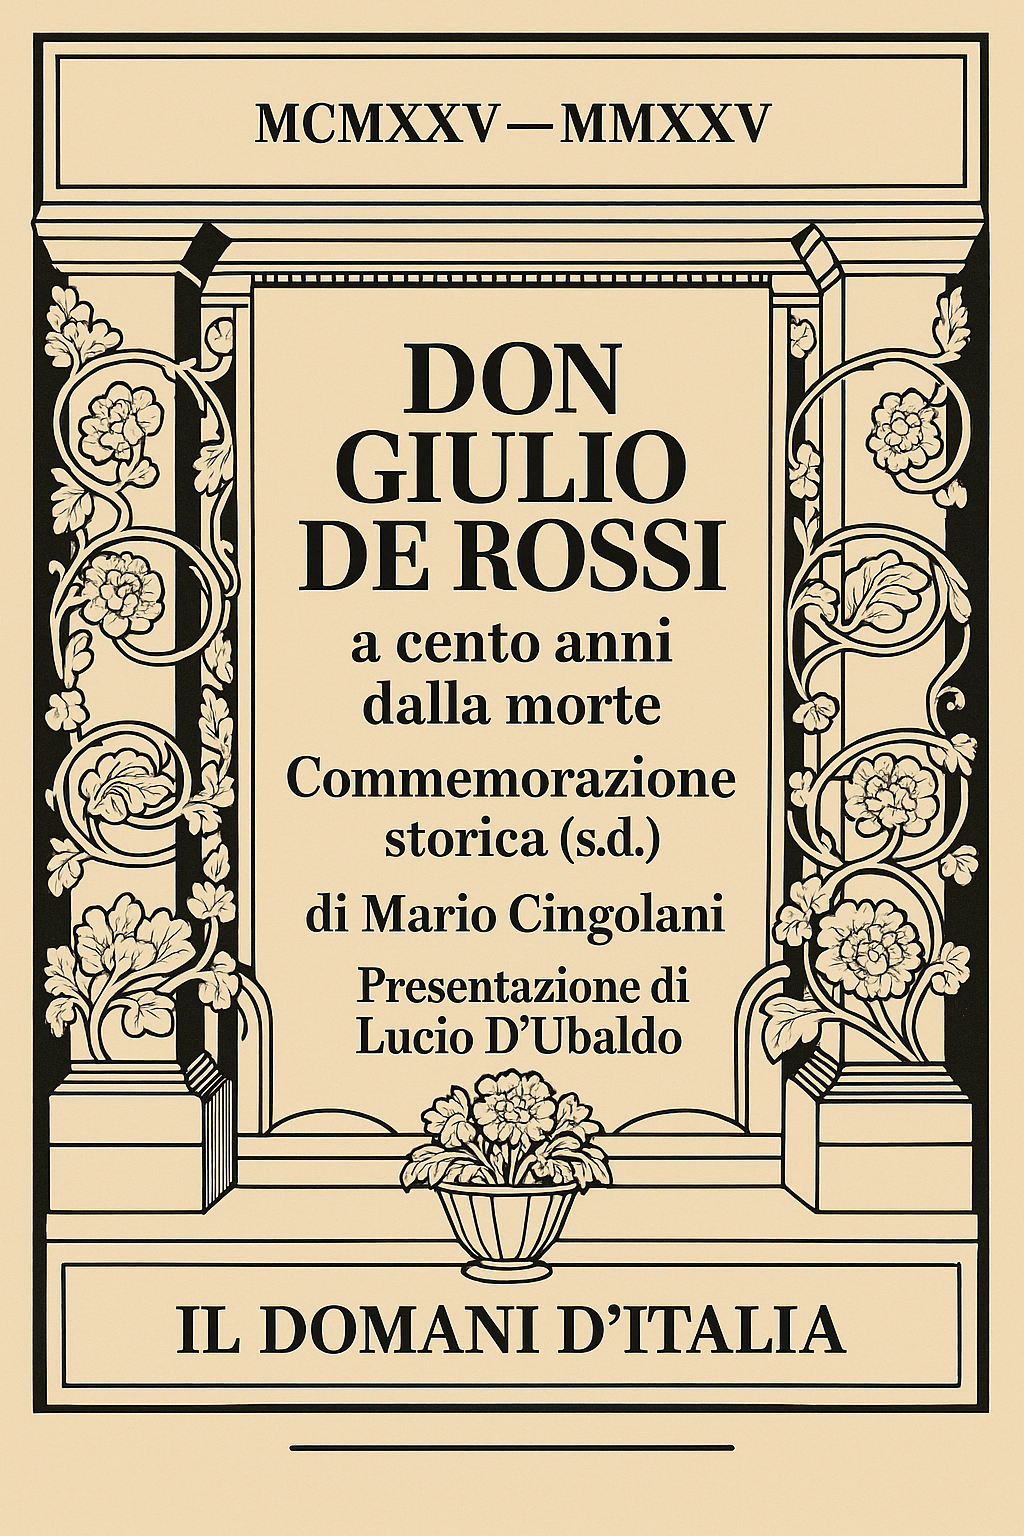 MCMXXV—MMXXV
DON
GIULIO
DE ROSSI
a cento anni
dalla morte
Commemorazione
storica (s.d.)
di Mario Cingolani
Presentazione di
Lucio D’Ubaldo
IL DOMANI D’ITALIA